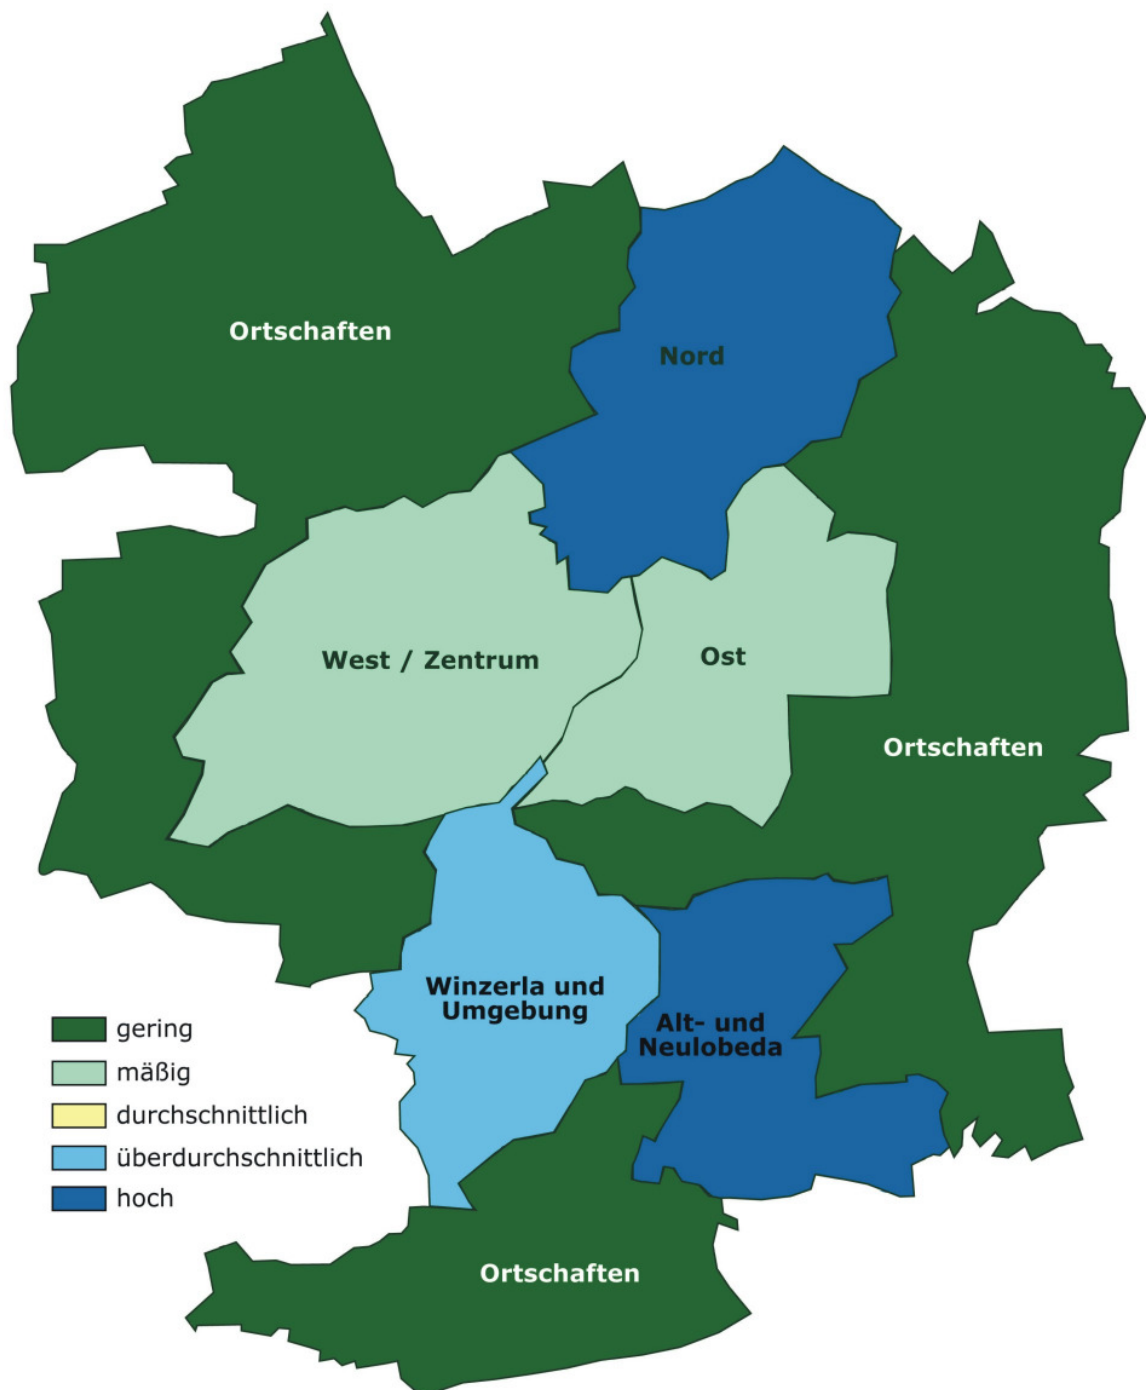 Ortschaften
Nord
West / Zentrum
Ost
Ortschaften
Winzerla und
Umgebung
Alt- und
Neulobeda
Ortschaften
gering
mäßig
durchschnittlich
überdurchschnittlich
hoch